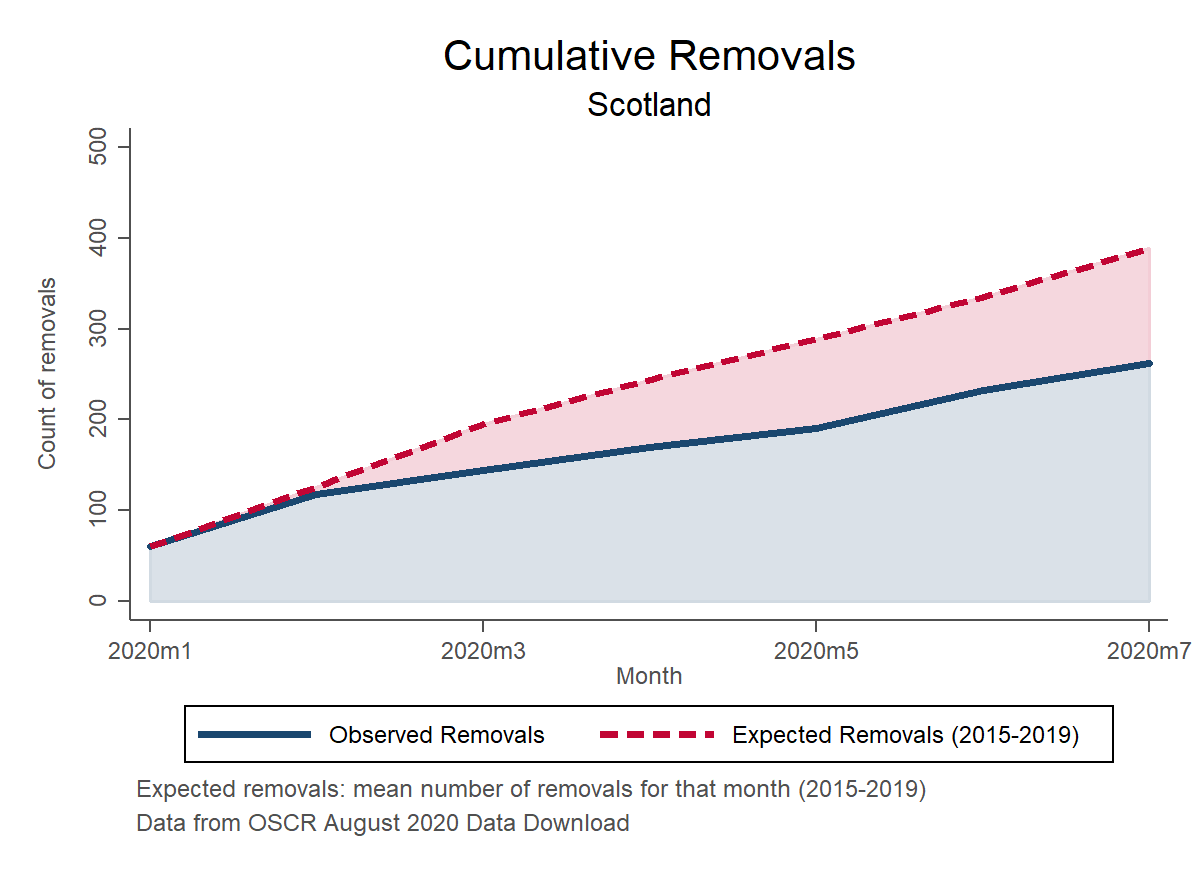 Cumulative Removals
Scotland
500
400
300
200
100
0
Count of removals
2020m1 2020m3 2020m5 2020m7
Month
Observed Removals Expected Removals (2015-2019)
Expected removals: mean number of removals for that month (2015-2019)
Data from OSCR August 2020 Data Download